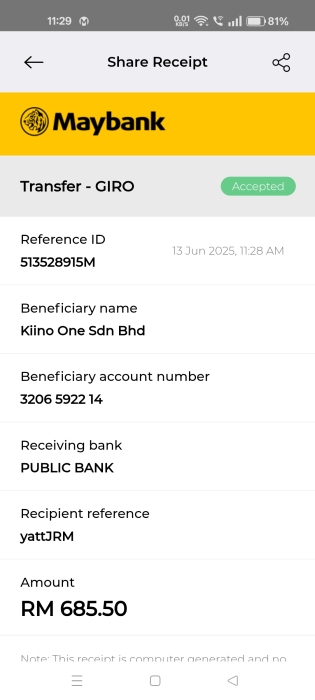 11:29 0.01 KB/S 81%
Share Receipt
Maybank
Transfer - GIRO Accepted
Reference ID
13 Jun 2025, 11:28 AM
513528915M
Beneficiary name
Kiino One Sdn Bhd
Beneficiary account number
3206 5922 14
Receiving bank
PUBLIC BANK
Recipient reference
yattJRM
Amount
RM 685.50
Note: This receipt is computer generated and no